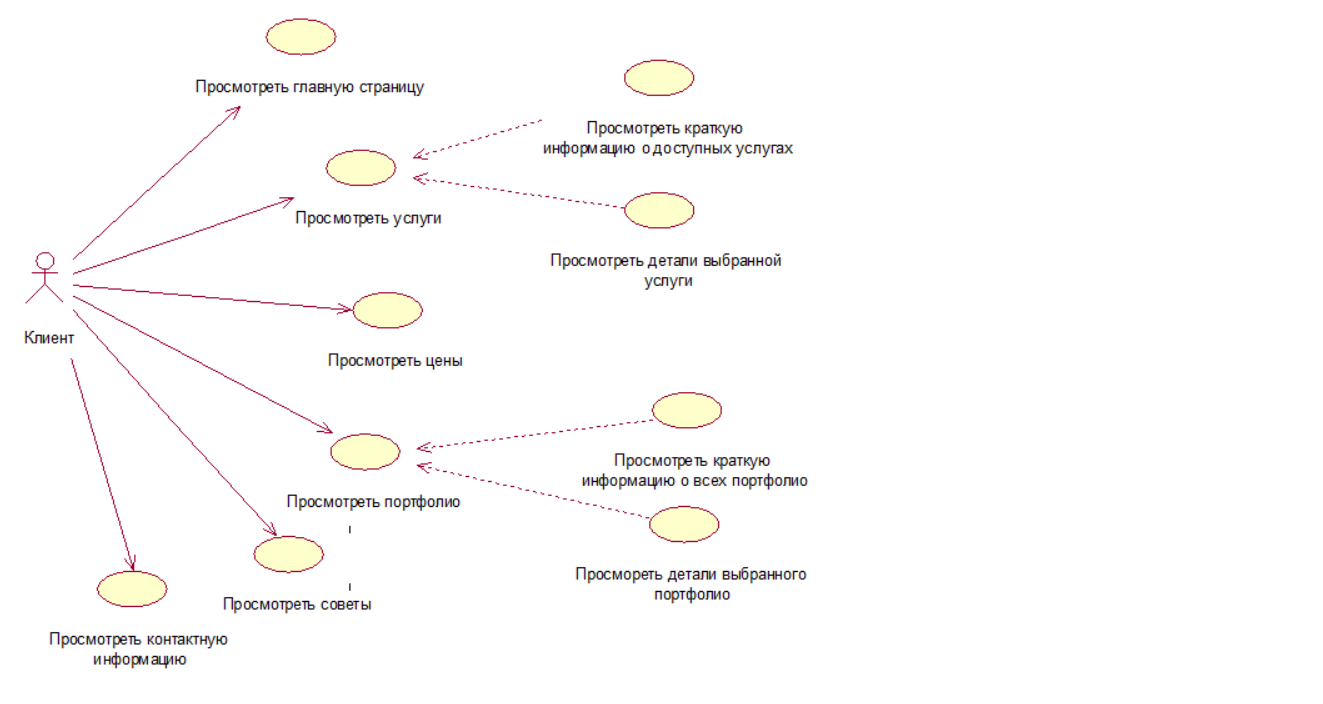 Просмотреть главную страницу
Просмотреть краткую
информацию о доступных услугах
Просмотреть услуги
Просмотреть детали выбранной
услуги
Клиент
Просмотреть цены
Просмотреть краткую
информацию о всех портфолио
Просмотреть портфолио
Просмореть детали выбранного
портфолио
Просмотреть советы
Просмотреть контактную
информацию